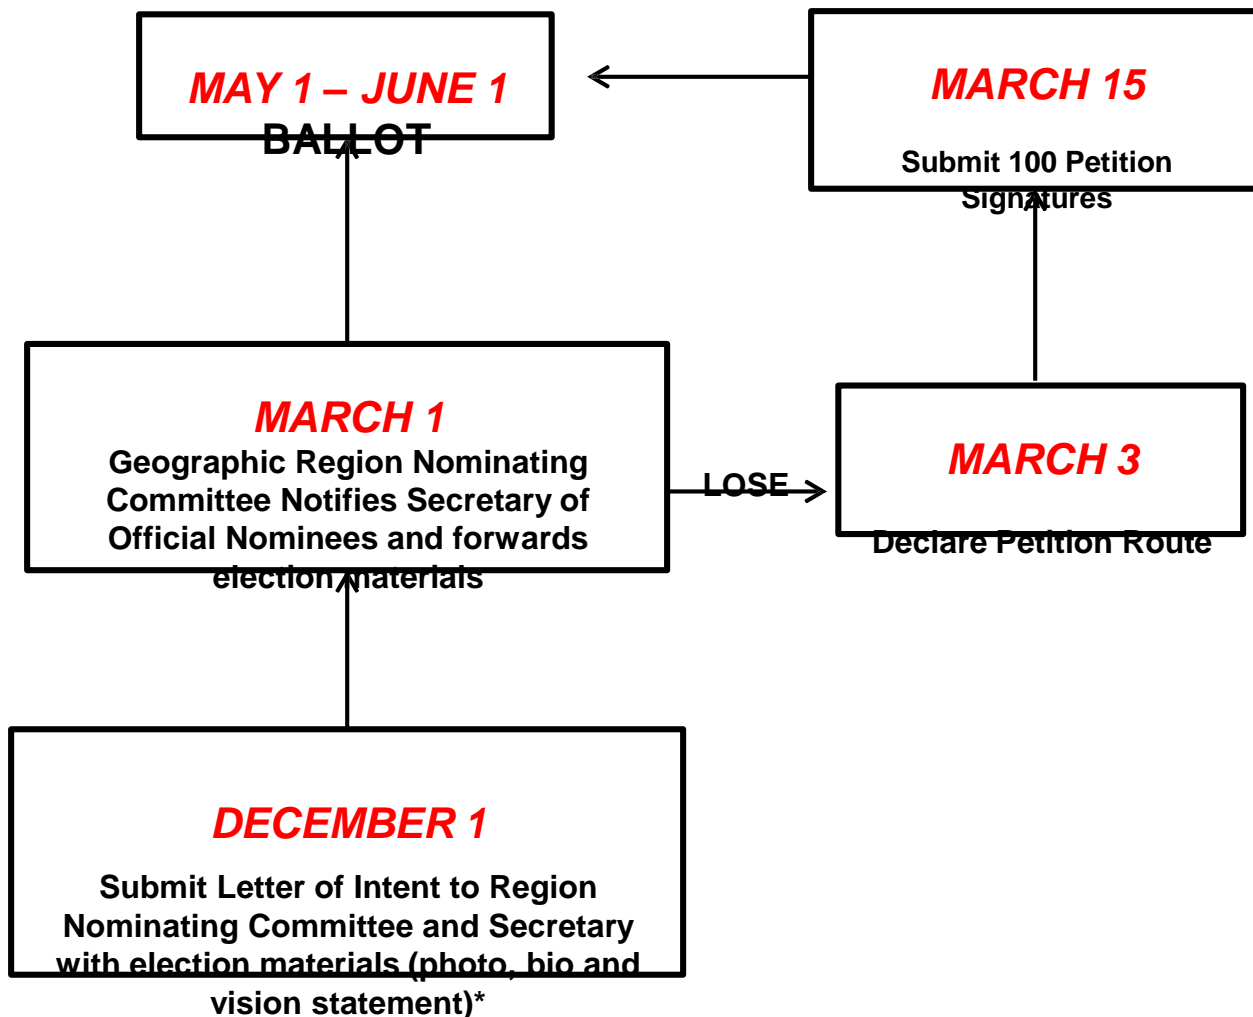 MAY 1 – JUNE 1
BALLOT
MARCH 15
Submit 100 Petition
Signatures
MARCH 1
Geographic Region Nominating
Committee Notifies Secretary of
Official Nominees and forwards
election materials
LOSE
MARCH 3
Declare Petition Route
DECEMBER 1
Submit Letter of Intent to Region
Nominating Committee and Secretary
with election materials (photo, bio and
vision statement)*